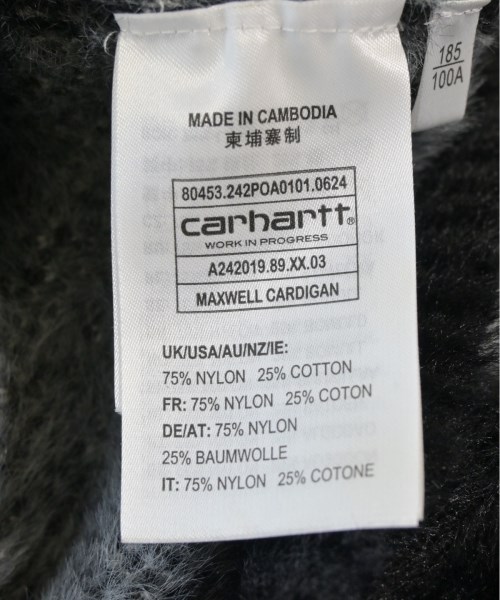 185
100A
MADE IN CAMBODIA
柬埔寨制
80453.242POA0101.0624
carhartt®
WORK IN PROGRESS
A242019.89.XX.03
MAXWELL CARDIGAN
UK/USA/AU/NZ/IE:
75% NYLON 25% COTTON
FR: 75% NYLON 25% COTON
DE/AT: 75% NYLON
25% BAUMWOLLE
IT: 75% NYLON 25% COTONE